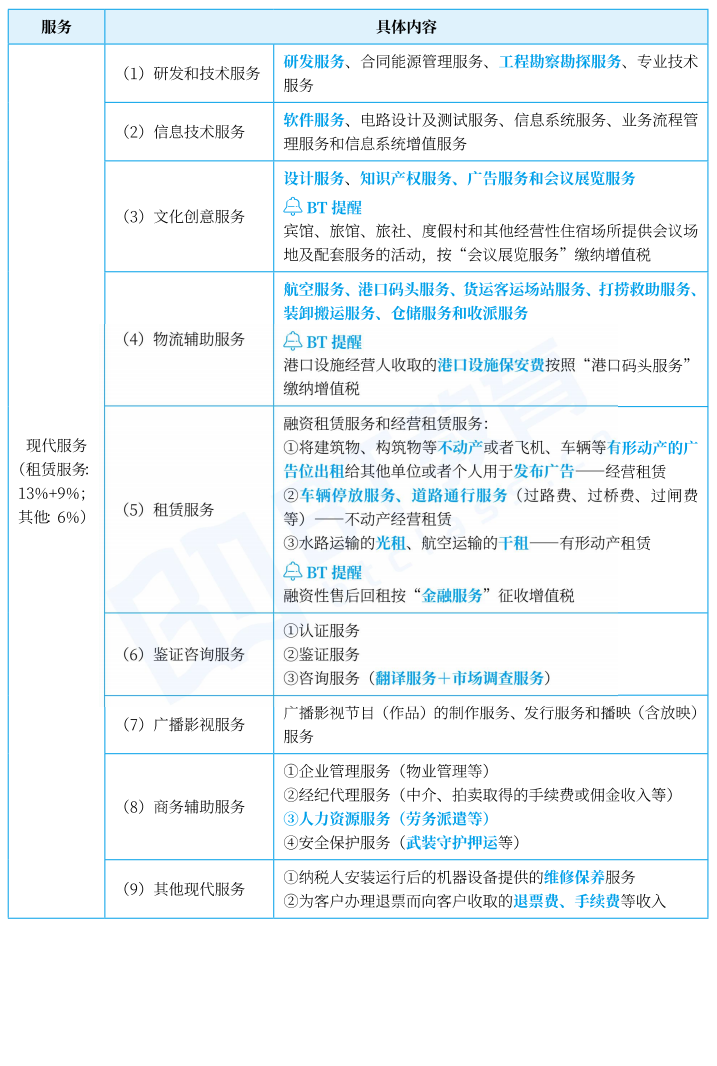 服务
具体内容
现代服务
（租赁服务：
13%+9%；
其他：6%）
（1）研发和技术服务
研发服务、合同能源管理服务、工程勘察勘探服务、专业技术
服务
（2）信息技术服务
软件服务、电路设计及测试服务、信息系统服务、业务流程管
理服务和信息系统增值服务
（3）文化创意服务
设计服务、知识产权服务、广告服务和会议展览服务
BT 提醒
宾馆、旅馆、旅社、度假村和其他经营性住宿场所提供会议场
地及配套服务的活动，按“会议展览服务”缴纳增值税
（4）物流辅助服务
航空服务、港口码头服务、货运客运场站服务、打捞救助服务、
装卸搬运服务、仓储服务和收派服务
BT 提醒
港口设施经营人收取的港口设施保安费按照“港口码头服务”
缴纳增值税
（5）租赁服务
融资租赁服务和经营租赁服务：
①将建筑物、构筑物等不动产或者飞机、车辆等有形动产的广
告位出租给其他单位或者个人用于发布广告——经营租赁
②车辆停放服务、道路通行服务（过路费、过桥费、过闸费
等）——不动产经营租赁
③水路运输的光租、航空运输的干租——有形动产租赁
BT 提醒
融资性售后回租按“金融服务”征收增值税
（6）鉴证咨询服务
①认证服务
②鉴证服务
③咨询服务（翻译服务＋市场调查服务）
（7）广播影视服务
广播影视节目（作品）的制作服务、发行服务和播映（含放映）
服务
（8）商务辅助服务
①企业管理服务（物业管理等）
②经纪代理服务（中介、拍卖取得的手续费或佣金收入等）
③人力资源服务（劳务派遣等）
④安全保护服务（武装守护押运等）
（9）其他现代服务
①纳税人安装运行后的机器设备提供的维修保养服务
②为客户办理退票而向客户收取的退票费、手续费等收入